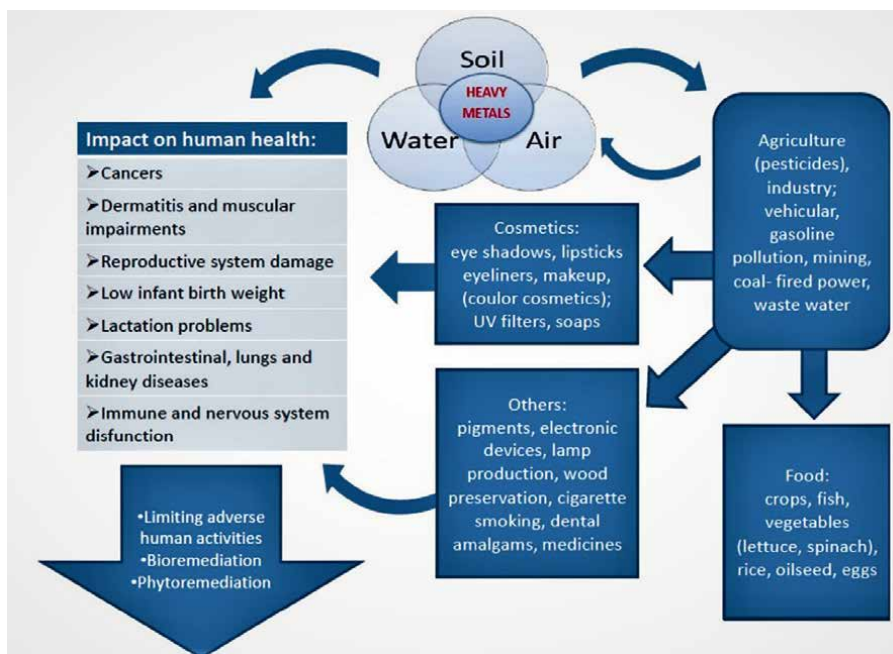 Soil
HEAVY
METALS
Water
Air
Impact on human health:
➤Cancers
➤Dermatitis and muscular
impairments
➤Reproductive system damage
➤Low infant birth weight
➤Lactation problems
➤Gastrointestinal, lungs and
kidney diseases
➤Immune and nervous system
disfunction
•Limiting adverse
human activities
•Bioremediation
•Phytoremediation
Cosmetics:
eye shadows, lipsticks
eyeliners, makeup,
(coulor cosmetics);
UV filters, soaps
Others:
pigments, electronic
devices, lamp
production, wood
preservation, cigarette
smoking, dental
amalgams, medicines
Agriculture
(pesticides),
industry;
vehicular,
gasoline
pollution, mining,
coal- fired power,
waste water
Food:
crops, fish,
vegetables
(lettuce, spinach),
rice, oilseed, eggs